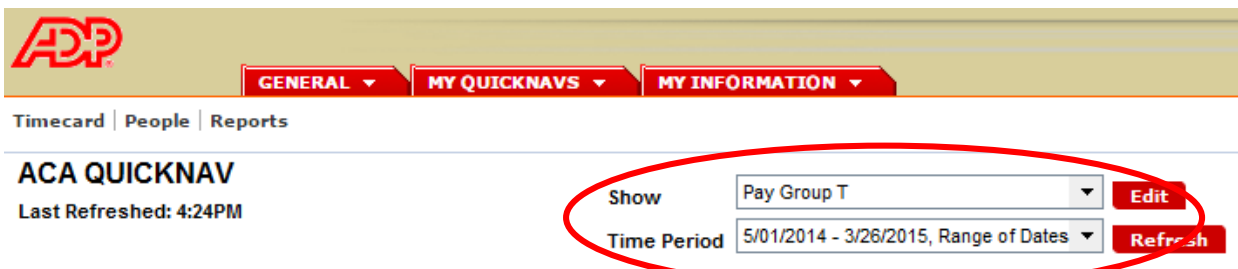 ADP
GENERAL MY QUICKNAVS MY INFORMATION
Timecard | People | Reports
ACA QUICKNAV
Last Refreshed: 4:24PM
Show Pay Group T Edit
Time Period 5/01/2014 - 3/26/2015, Range of Dates Refresh